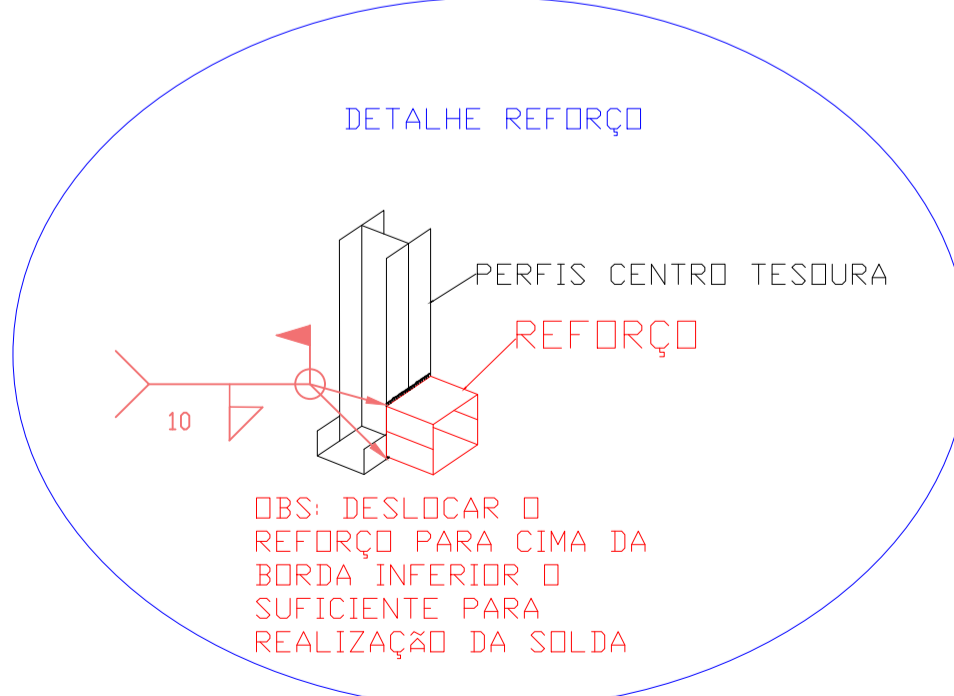 DETALHE REFORÇO
PERFIS CENTRO TESOURA
REFORÇO
10
OBS: DESLOCAR O
REFORÇO PARA CIMA DA
BORDA INFERIOR O
SUFICIENTE PARA
REALIZAÇÃO DA SOLDA